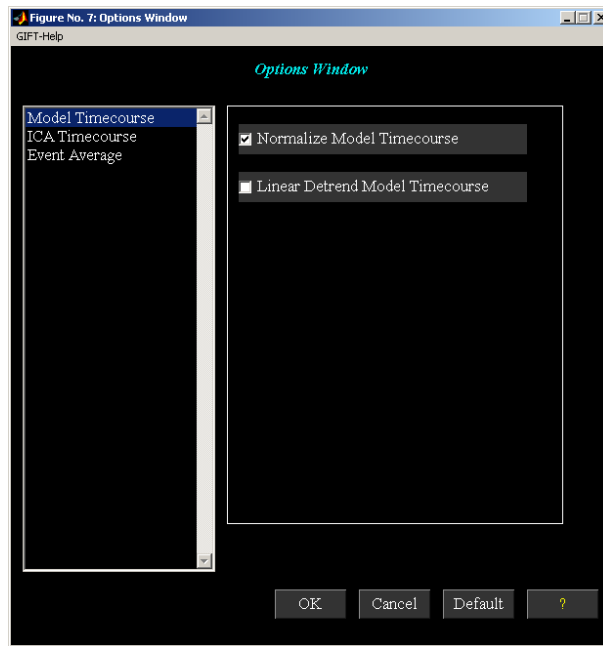 Figure No. 7: Options Window
GIFT-Help
Options Window
Model Timecourse
ICA Timecourse
Event Average
Normalize Model Timecourse
Linear Detrend Model Timecourse
OK Cancel Default ?